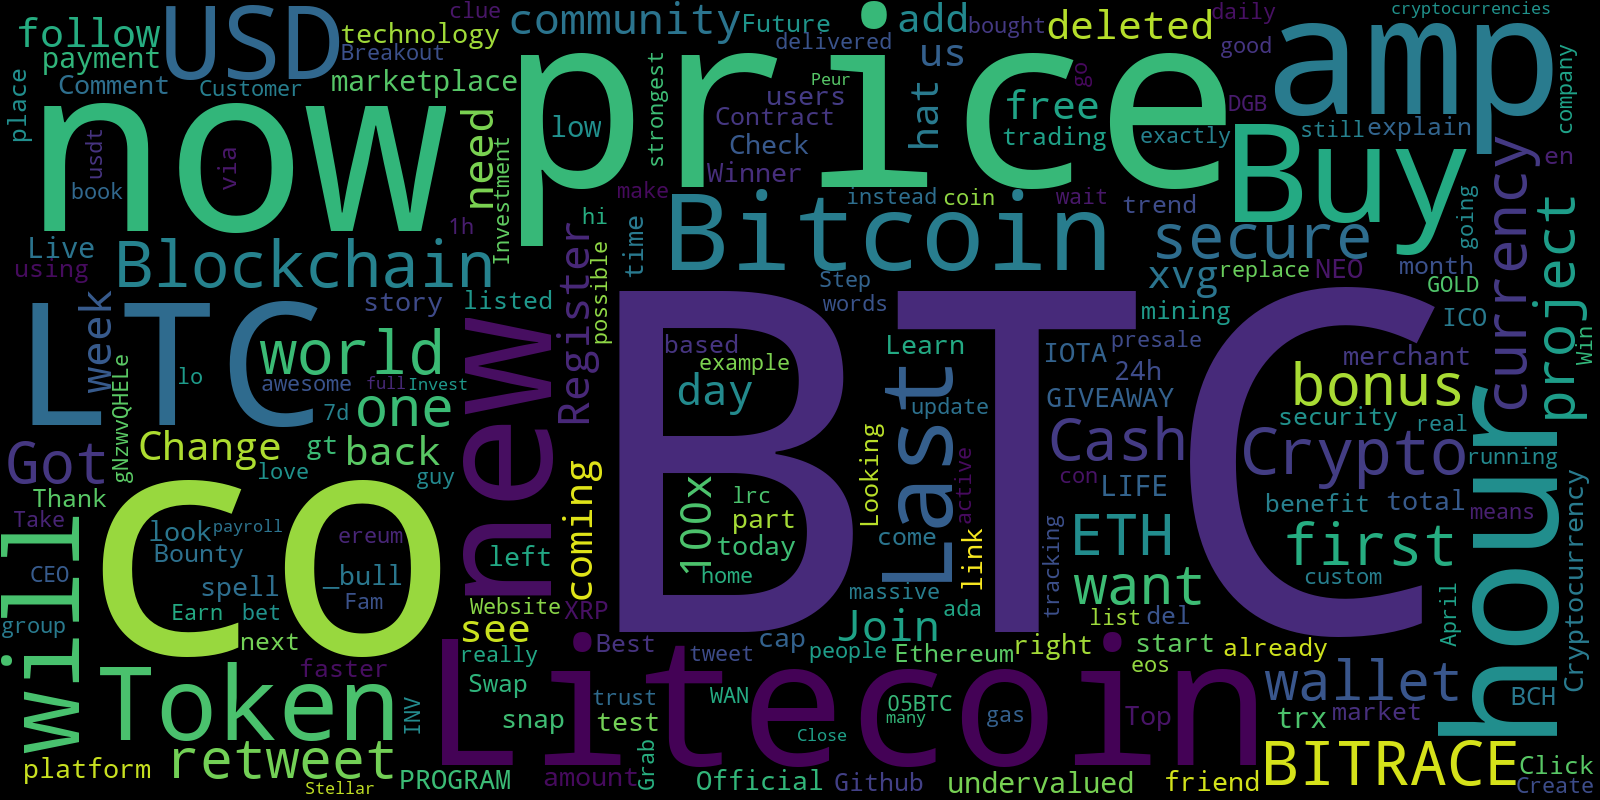 clue
community
Future
add
bought
deleted
daily
cryptocurrencies
follow
USD
technology
delivered
us
good
amp
payment
Breakout
price
Comment
Customer
marketplace
strongest
Peur
go
place
now
users
free
DGB
company
need
low
Contract
hat
trading
exactly
Buy
still
explain
usdt
via
Check
Winner
en
book
Investment
make
instead
coin
wait
trend
1h
hi
Bitcoin
secure
going
Live
Blockchain
Register
time
Step
xvg
replace
NEO
month
currency
project
using
possible
words
mining
GOLD
LTC
week
story
listed
BTC
ICO
world
new
based
Learn
IOTA
presale
merchant
Win
gNzwvQHELe
lo
awesome
full
Invest
example
24h
bonus
day
Last
GIVEAWAY
7d
one
update
security
real
Got
Change
gt
back
Looking
Cash
Crypto
hour
running
love
guy
coming
100x
active
con
LIFE
Thank
co
lrc
benefit
total
Cryptocurrency
Take
will
look
payroll
part
ETH
first
means
Bounty
ereum
left
today
come
link
tracking
CEO
spell
_bull
home
massive
want
custom
Earn
bet
Fam
Website
XRP
ada
list
del
April
group
next
see
Join
start
already
faster
really
Best
cap
people
Ethereum
right
Token
Litecoin
tweet
eos
Swap
trust
WAN
O5BTC
wallet
BCH
INV
snap
test
many
gas
Top
trx
market
Close
platform
retweet
PROGRAM
amount
Grab
Official
Github
undervalued
friend
BITRACE
Click
Stellar
Create